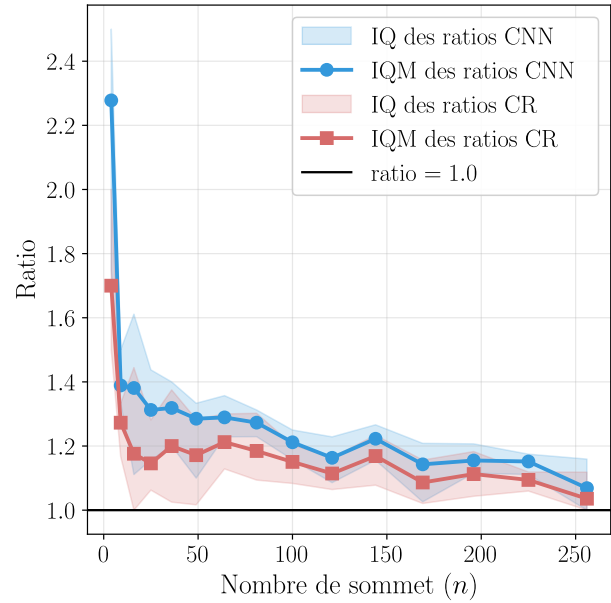 IQ des ratios CNN
IQM des ratios CNN
IQ des ratios CR
IQM des ratios CR
ratio = 1.0
2.4
2.2
2.0
1.8
1.6
1.4
1.2
1.0
Ratio
0 50 100 150 200 250
Nombre de sommet (n)